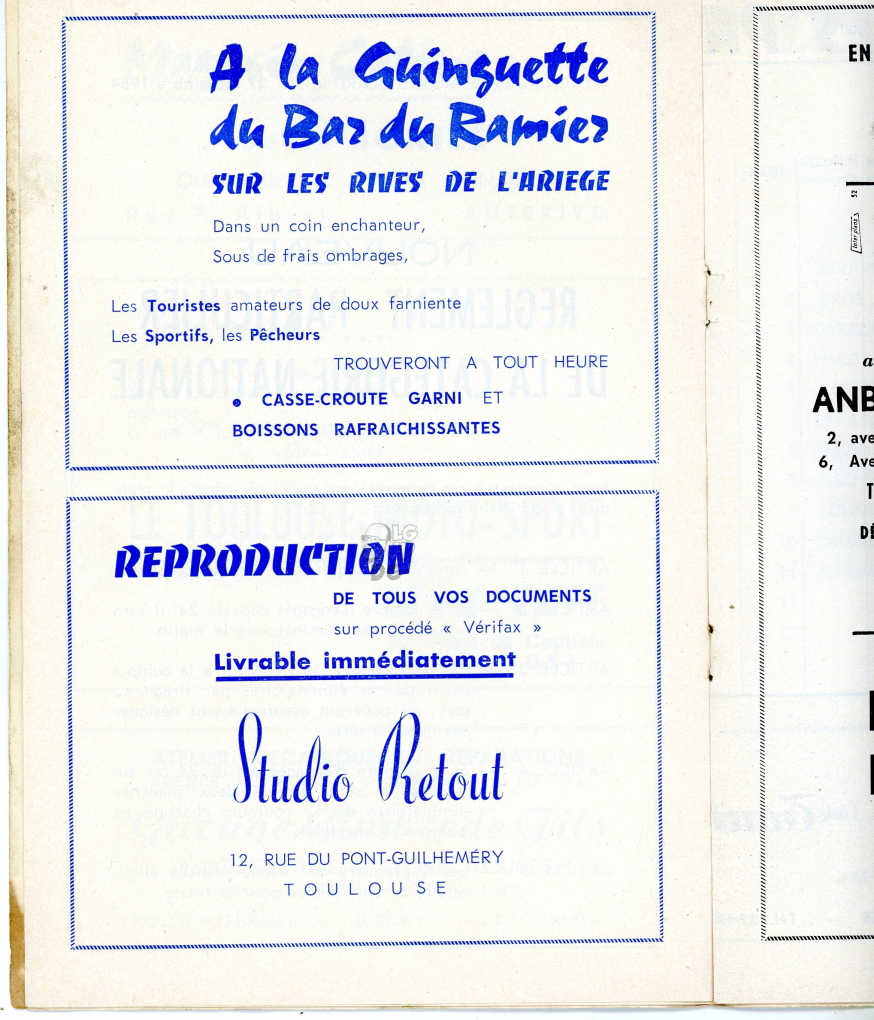 A la Guinguette
du Bar du Ramier
SUR LES RIVES DE L'ARIEGE
Dans un coin enchanteur,
Sous de frais ombrages,
Les Touristes amateurs de doux farniente
Les Sportifs, les Pêcheurs
TROUVERONT A TOUT HEURE
• CASSE-CROUTE GARNI ET
BOISSONS RAFRAICHISSANTES
REPRODUCTION
DE TOUS VOS DOCUMENTS
sur procédé « Vérifax »
Livrable immédiatement
Studio Retout
12, RUE DU PONT-GUILHEMÉRY
TOULOUSE
EN
52
a
ANB
2, ave
6, Ave
T
DÉ